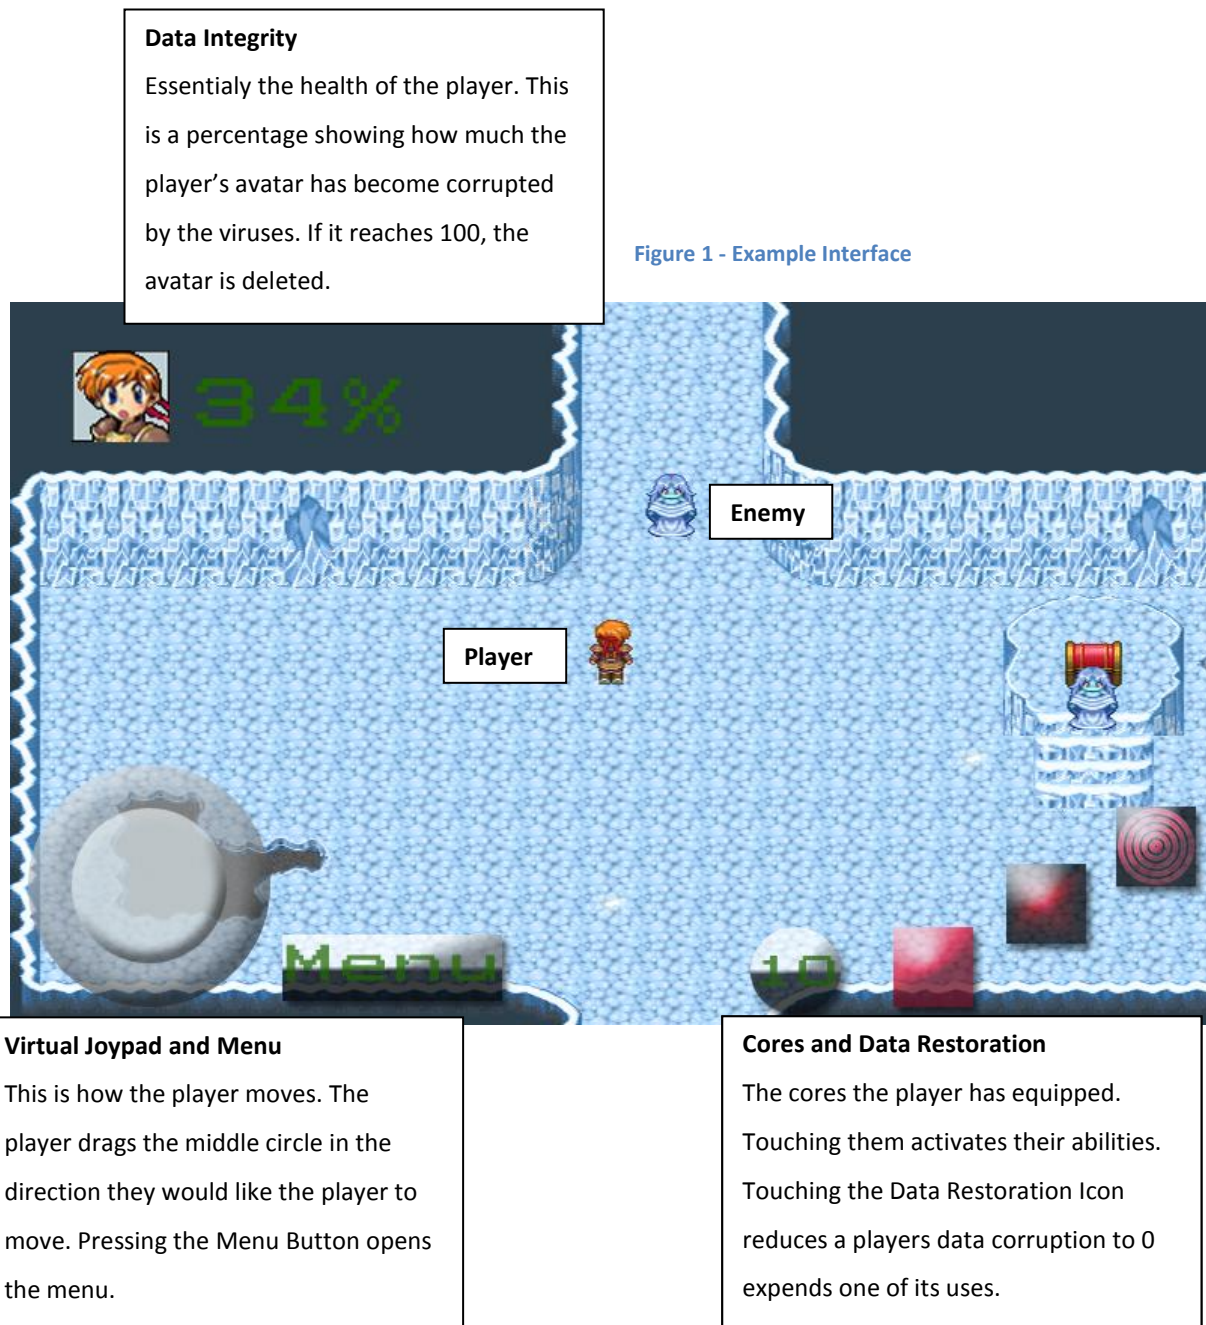 Data Integrity
Essentialy the health of the player. This
is a percentage showing how much the
player’s avatar has become corrupted
by the viruses. If it reaches 100, the
avatar is deleted.
Figure 1 - Example Interface
34%
Enemy
Player
Menu
10
Virtual Joypad and Menu
This is how the player moves. The
player drags the middle circle in the
direction they would like the player to
move. Pressing the Menu Button opens
the menu.
Cores and Data Restoration
The cores the player has equipped.
Touching them activates their abilities.
Touching the Data Restoration Icon
reduces a players data corruption to 0
expends one of its uses.